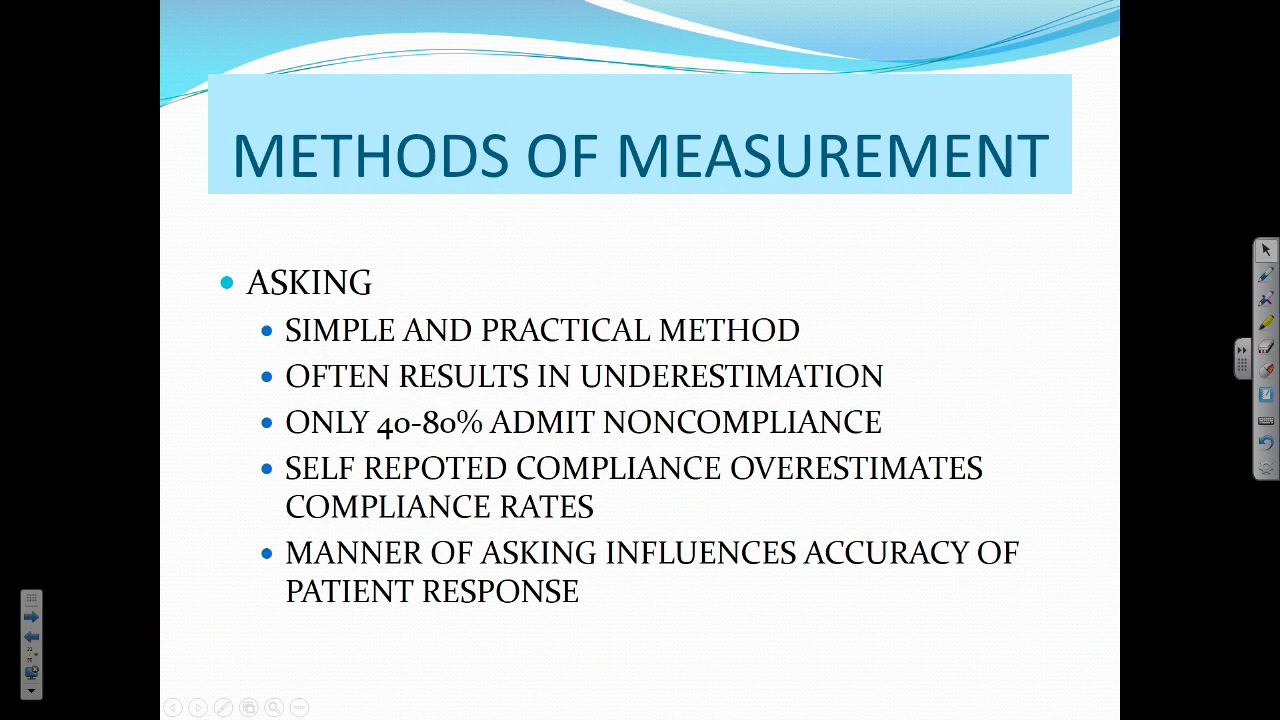 METHODS OF MEASUREMENT
ASKING
SIMPLE AND PRACTICAL METHOD
OFTEN RESULTS IN UNDERESTIMATION
ONLY 40-80% ADMIT NONCOMPLIANCE
SELF REPOTED COMPLIANCE OVERESTIMATES
COMPLIANCE RATES
MANNER OF ASKING INFLUENCES ACCURACY OF
PATIENT RESPONSE